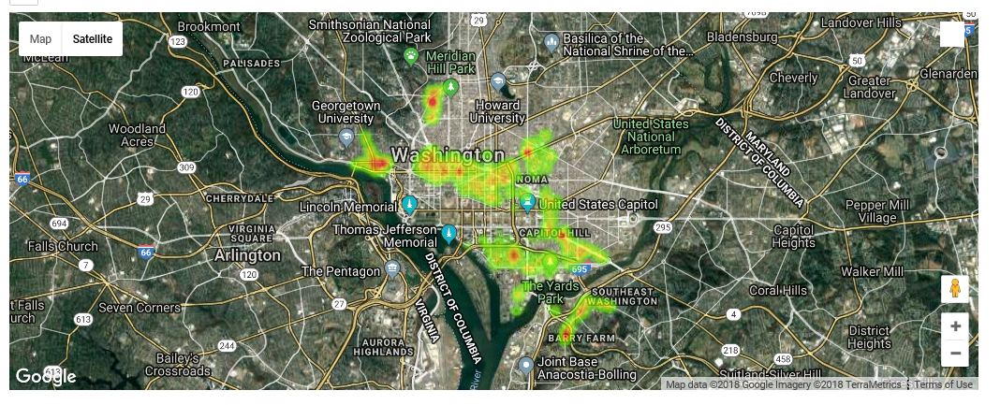 Map
Satellite
Brookmont
123
McLean
PALISADES
120
Smithsonian National
Zoological Park
29
Meridian
Hill Park
Basilica of the
National Shrine of the...
Bladensburg
Landover Hills
50
50
Cheverly
Greater
Landover
Glenarden
Georgetown
University
Howard
University
Woodland
Acres
309
66
29
CHERRYDALE
Washington
NOMA
United States
National
Arboretum
MARYLAND
DISTRICT OF COLUMBIA
Lincoln Memorial
United States Capitol
694
VIRGINIA
SQUARE
Thomas Jefferson
Memorial
CAPITOL HILL
295
Capitol
Heights
Pepper Mill
Village
Falls Church
66
Arlington
7
120
The Pentagon
DISTRICT OF COLUMBIA
VIRGINIA
695
The Yards
Park
SOUTHEAST
WASHINGTON
Walker Mill
Coral Hills
t Falls
urch
Seven Corners
27
613
4
244
AURORA
HIGHLANDS
BARRY FARM
218
District
Heights
Bailey's
Crossroads
Joint Base
Anacostia-Bolling
458
Suitland-Silver Hill
River
Google
Map data ©2018 Google Imagery ©2018 TerraMetrics
Terms of Use